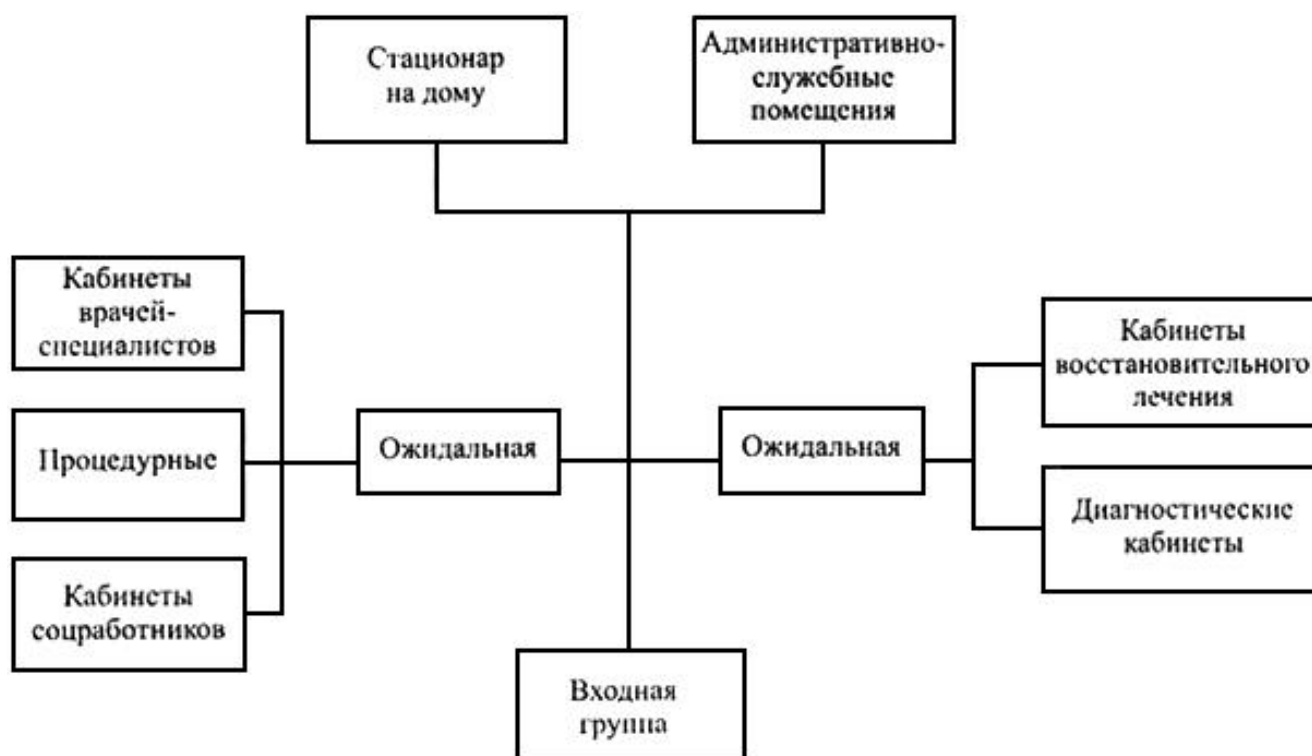 Стационар
на дому
Административно-
служебные
помещения
Кабинеты
врачей-
специалистов
Процедурные
Кабинеты
соцработников
Ожидальная
Ожидальная
Кабинеты
восстановительного
лечения
Диагностические
кабинеты
Входная
группа